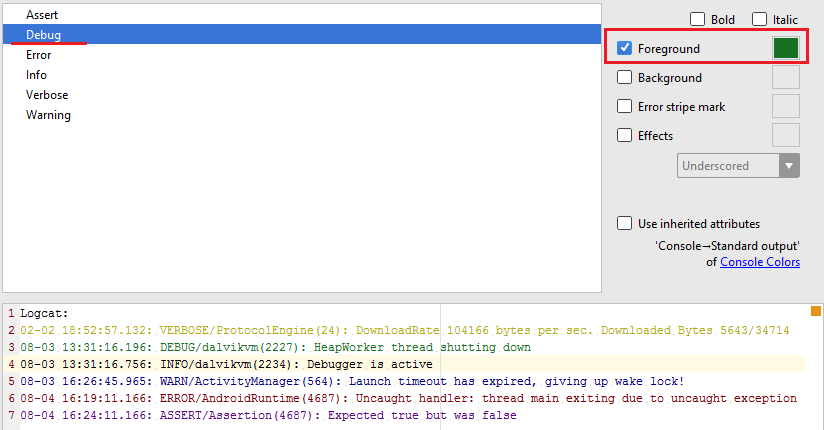 Assert
Debug
Error
Info
Verbose
Warning
Bold Italic
Foreground
Background
Error stripe mark
Effects
Underscored
Use inherited attributes
'Console→Standard output'
of Console Colors
1 Logcat:
2 02-02 18:52:57.132: VERBOSE/ProtocolEngine(24): DownloadRate 104166 bytes per sec. Downloaded Bytes 5643/34714
3 08-03 13:31:16.196: DEBUG/dalvikvm(2227): HeapWorker thread shutting down
4 08-03 13:31:16.756: INFO/dalvikvm(2234): Debugger is active
5 08-03 16:26:45.965: WARN/ActivityManager(564): Launch timeout has expired, giving up wake lock!
6 08-04 16:19:11.166: ERROR/AndroidRuntime(4687): Uncaught handler: thread main exiting due to uncaught exception
7 08-04 16:24:11.166: ASSERT/Assertion(4687): Expected true but was false